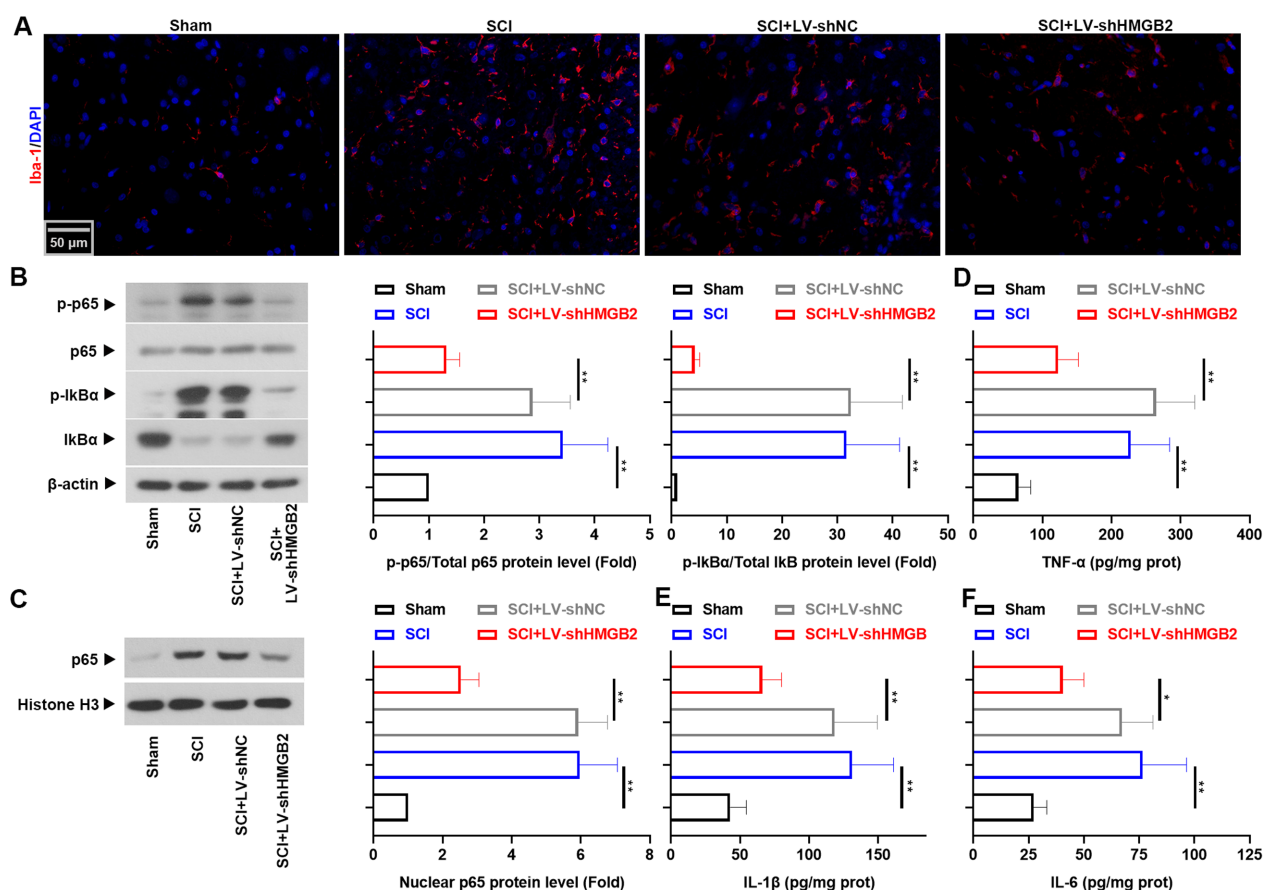 A
Sham
SCI
SCI+LV-shNC
SCI+LV-shHMGB2
Iba-1/DAPI
50 μm
B
p-p65
p65
p-IkBα
IkBα
β-actin
Sham
SCI
SCI+LV-shNC
SCI+
LV-shHMGB2
Sham
SCI+LV-shNC
SCI
SCI+LV-shHMGB2
**
**
0 1 2 3 4 5
p-p65/Total p65 protein level (Fold)
Sham
SCI+LV-shNC
SCI
SCI+LV-shHMGB2
**
**
0 10 20 30 40 50
p-IkBα/Total IkB protein level (Fold)
D
Sham
SCI+LV-shNC
SCI
SCI+LV-shHMGB2
**
**
0 100 200 300 400
TNF-α (pg/mg prot)
C
p65
Histone H3
Sham
SCI
SCI+LV-shNC
SCI+LV-shHMGB2
Sham
SCI+LV-shNC
SCI
SCI+LV-shHMGB2
**
**
0 2 4 6 8
Nuclear p65 protein level (Fold)
E
Sham
SCI+LV-shNC
SCI
SCI+LV-shHMGB
**
**
0 50 100 150
IL-1β (pg/mg prot)
F
Sham
SCI+LV-shNC
SCI
SCI+LV-shHMGB2
*
**
0 25 50 75 100 125
IL-6 (pg/mg prot)